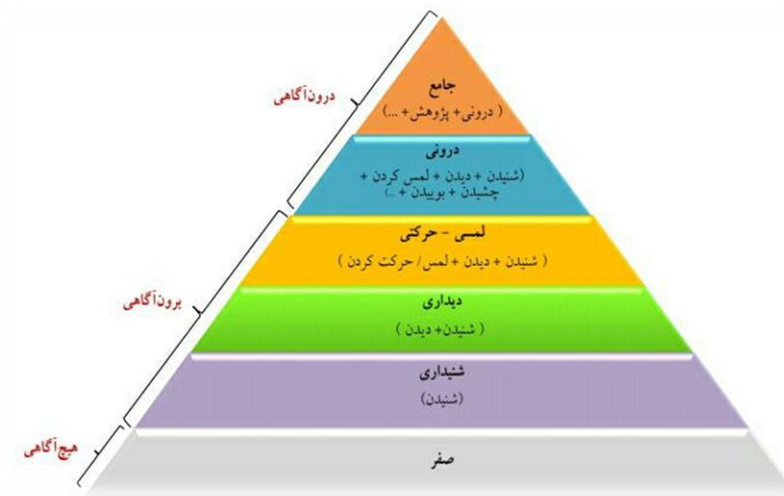 جامع
( درونی+ پژوهش+ ...)
درون‌آگاهی
درونی
(شنیدن + دیدن + لمس کردن +
چشیدن + بوییدن + ..)
لمسی - حرکتی
( شنیدن + دیدن + لمس/ حرکت کردن )
دیداری
( شنیدن+ دیدن )
برون‌آگاهی
شنیداری
(شنیدن)
هیچ‌آگاهی
صفر